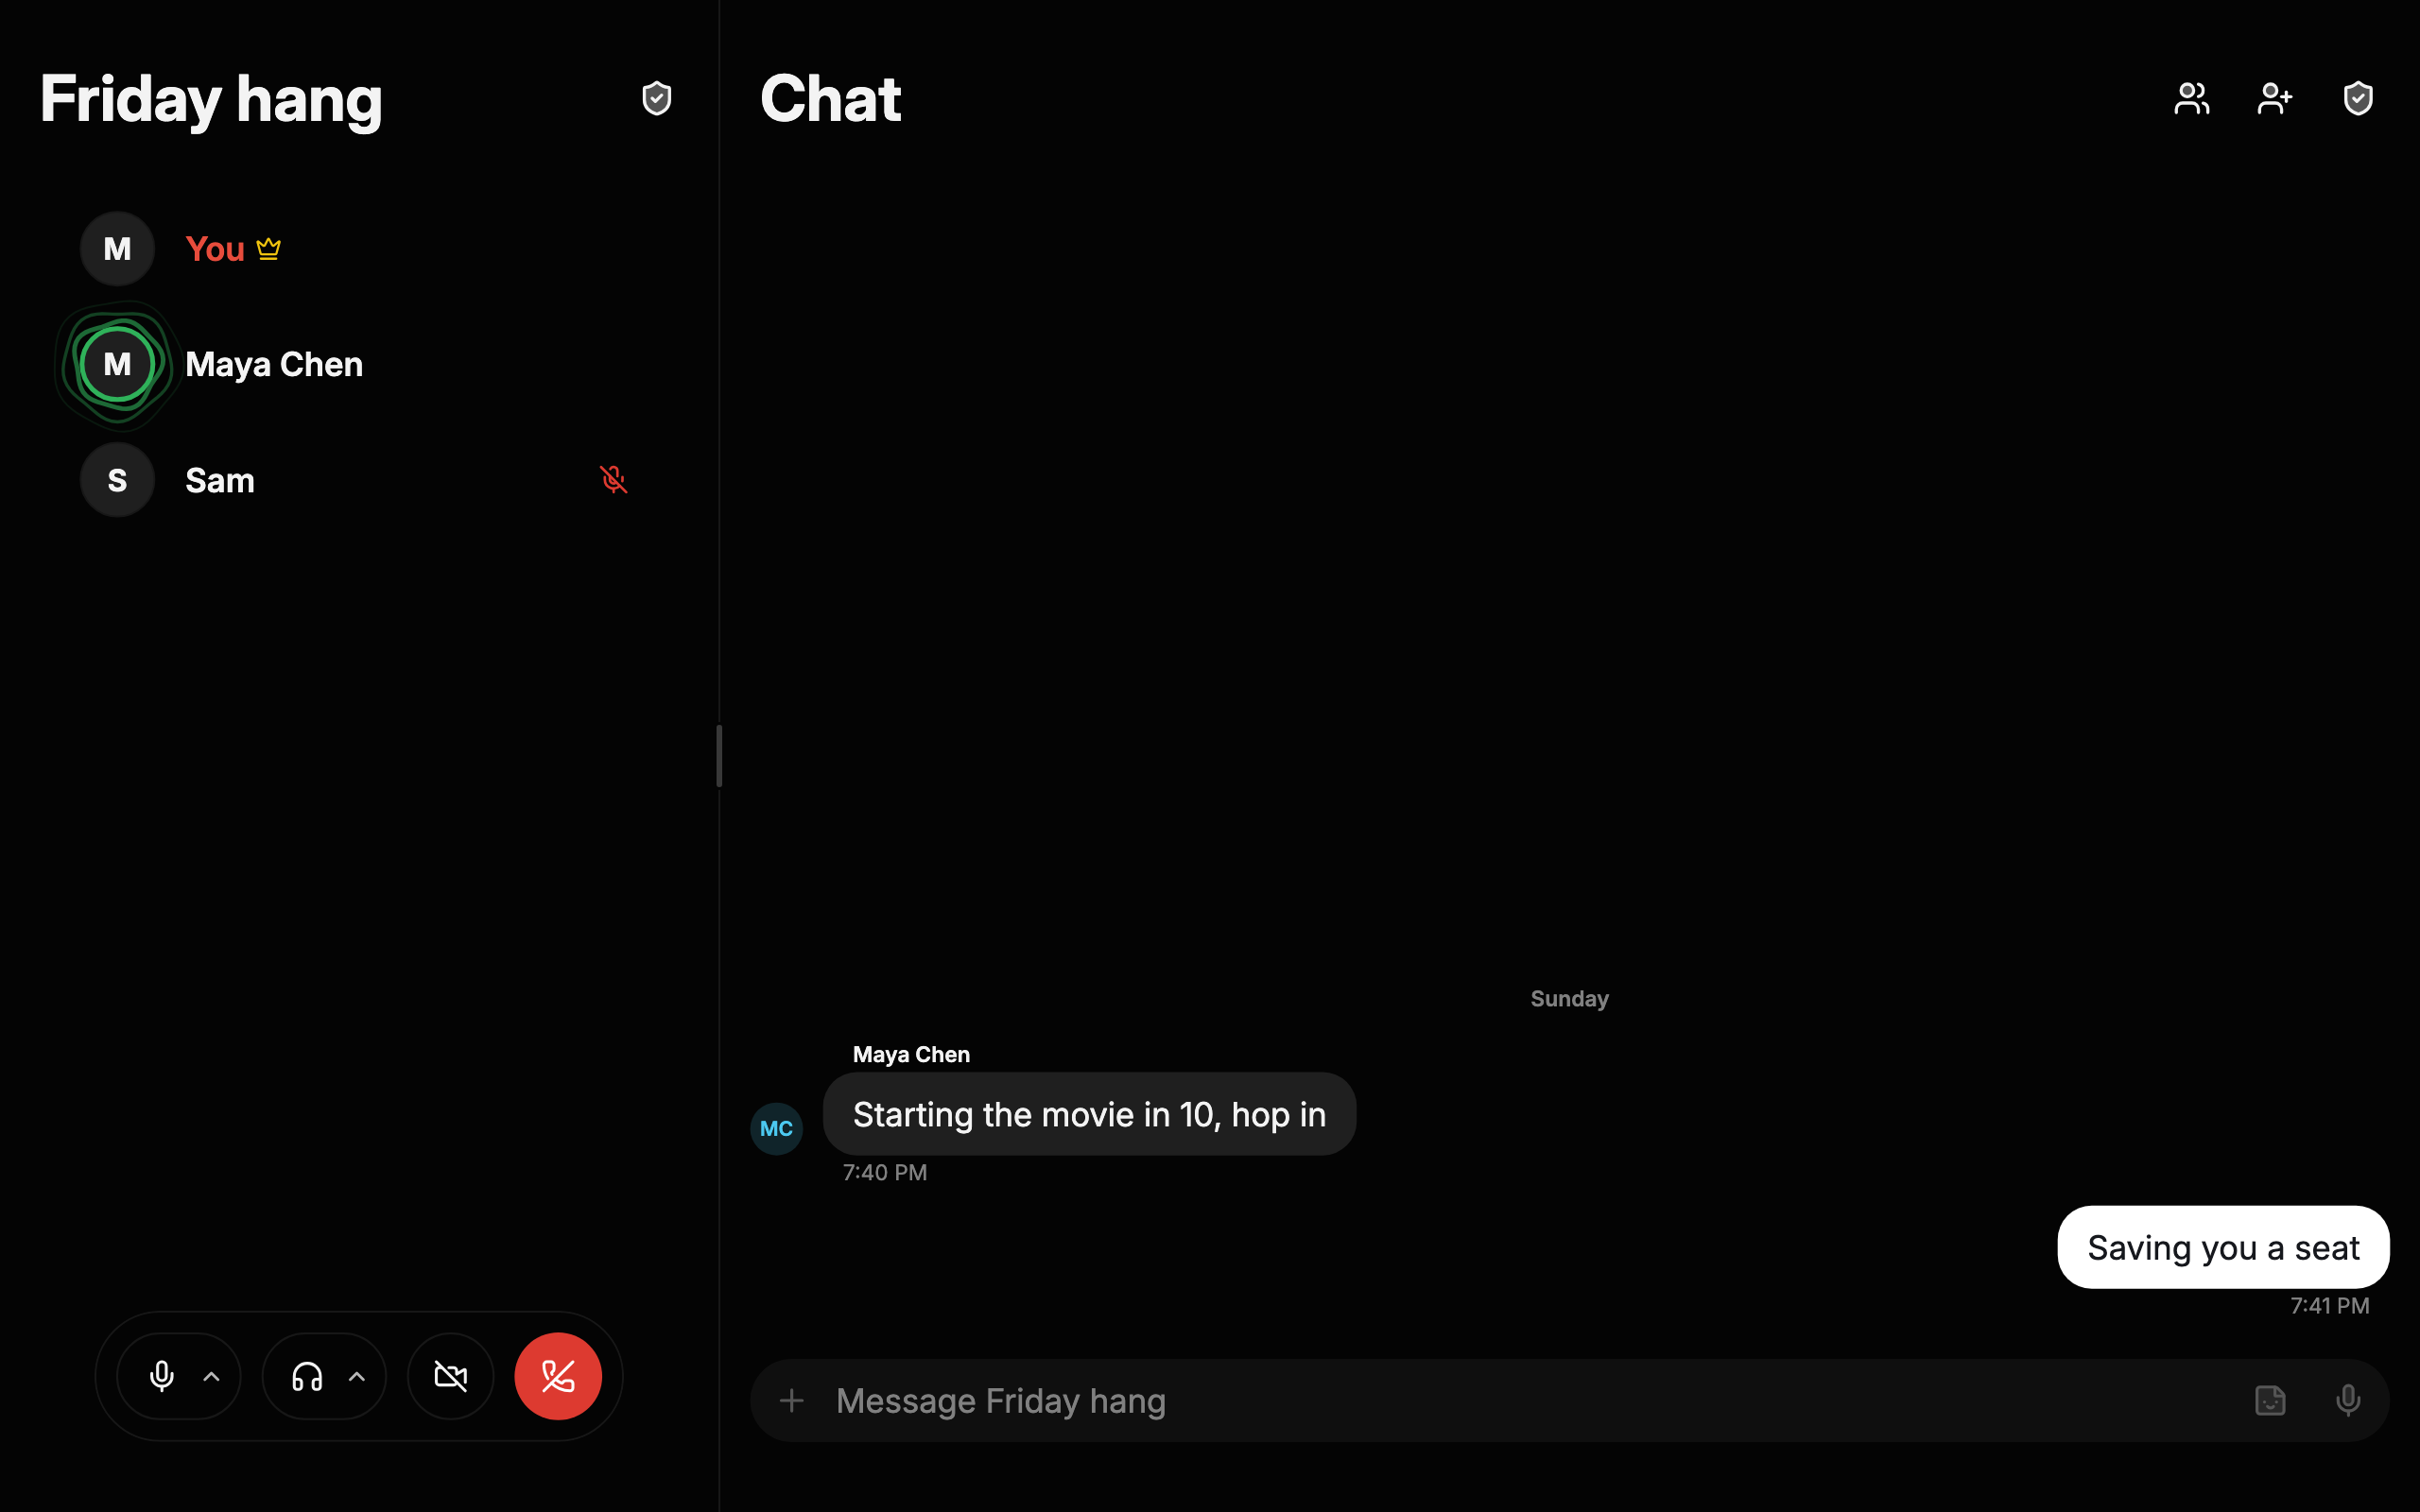 Friday hang
M
You
M
Maya Chen
S
Sam
Chat
Sunday
Maya Chen
MC
Starting the movie in 10, hop in
7:40 PM
Saving you a seat
7:41 PM
Message Friday hang